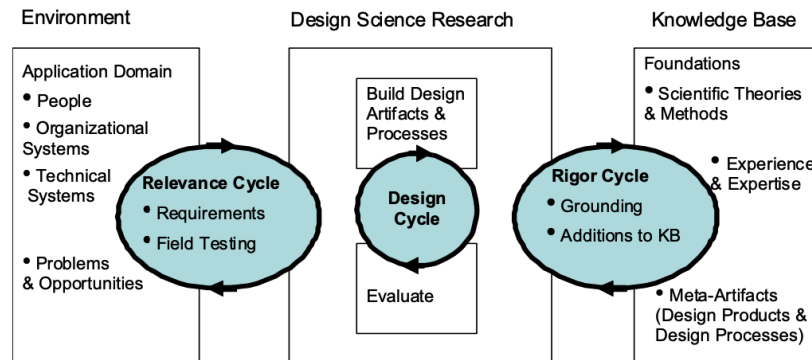 Environment
Design Science Research
Knowledge Base
Application Domain
• People
• Organizational
Systems
• Technical
Systems
• Problems
& Opportunities
Relevance Cycle
• Requirements
• Field Testing
Build Design
Artifacts &
Processes
Design
Cycle
Evaluate
Rigor Cycle
• Grounding
• Additions to KB
Foundations
• Scientific Theories
& Methods
• Experience
& Expertise
• Meta-Artifacts
(Design Products &
Design Processes)